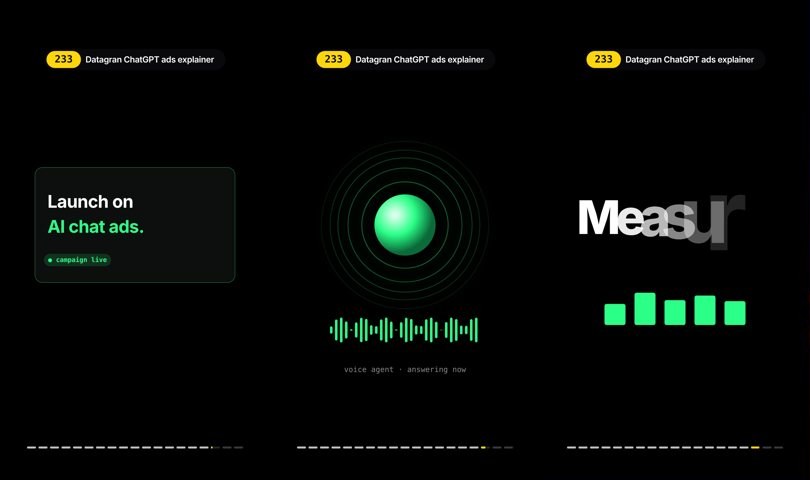 233 Datagran ChatGPT ads explainer
Launch on
AI chat ads.
campaign live
233 Datagran ChatGPT ads explainer
voice agent · answering now
233 Datagran ChatGPT ads explainer
Measur